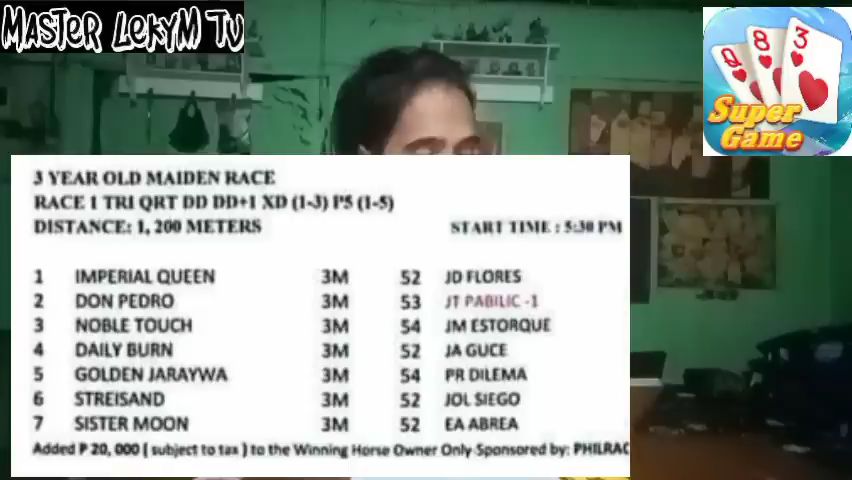 MASTER LEKYM TV
Q 8 3
Super
Game
3 YEAR OLD MAIDEN RACE
RACE 1 TRI QRT DD DD+1 XD (1-3) P5 (1-5)
DISTANCE: 1, 200 METERS START TIME : 5:30 PM
1 IMPERIAL QUEEN 3M 52 JD FLORES
2 DON PEDRO 3M 53 JT PABILIC -1
3 NOBLE TOUCH 3M 54 JM ESTORQUE
4 DAILY BURN 3M 52 JA GUCE
5 GOLDEN JARAYWA 3M 54 PR DILEMA
6 STREISAND 3M 52 JOL SIEGO
7 SISTER MOON 3M 52 EA ABREA
Added P 20, 000 ( subject to tax ) to the Winning Horse Owner Only-Sponsored by: PHILRAC